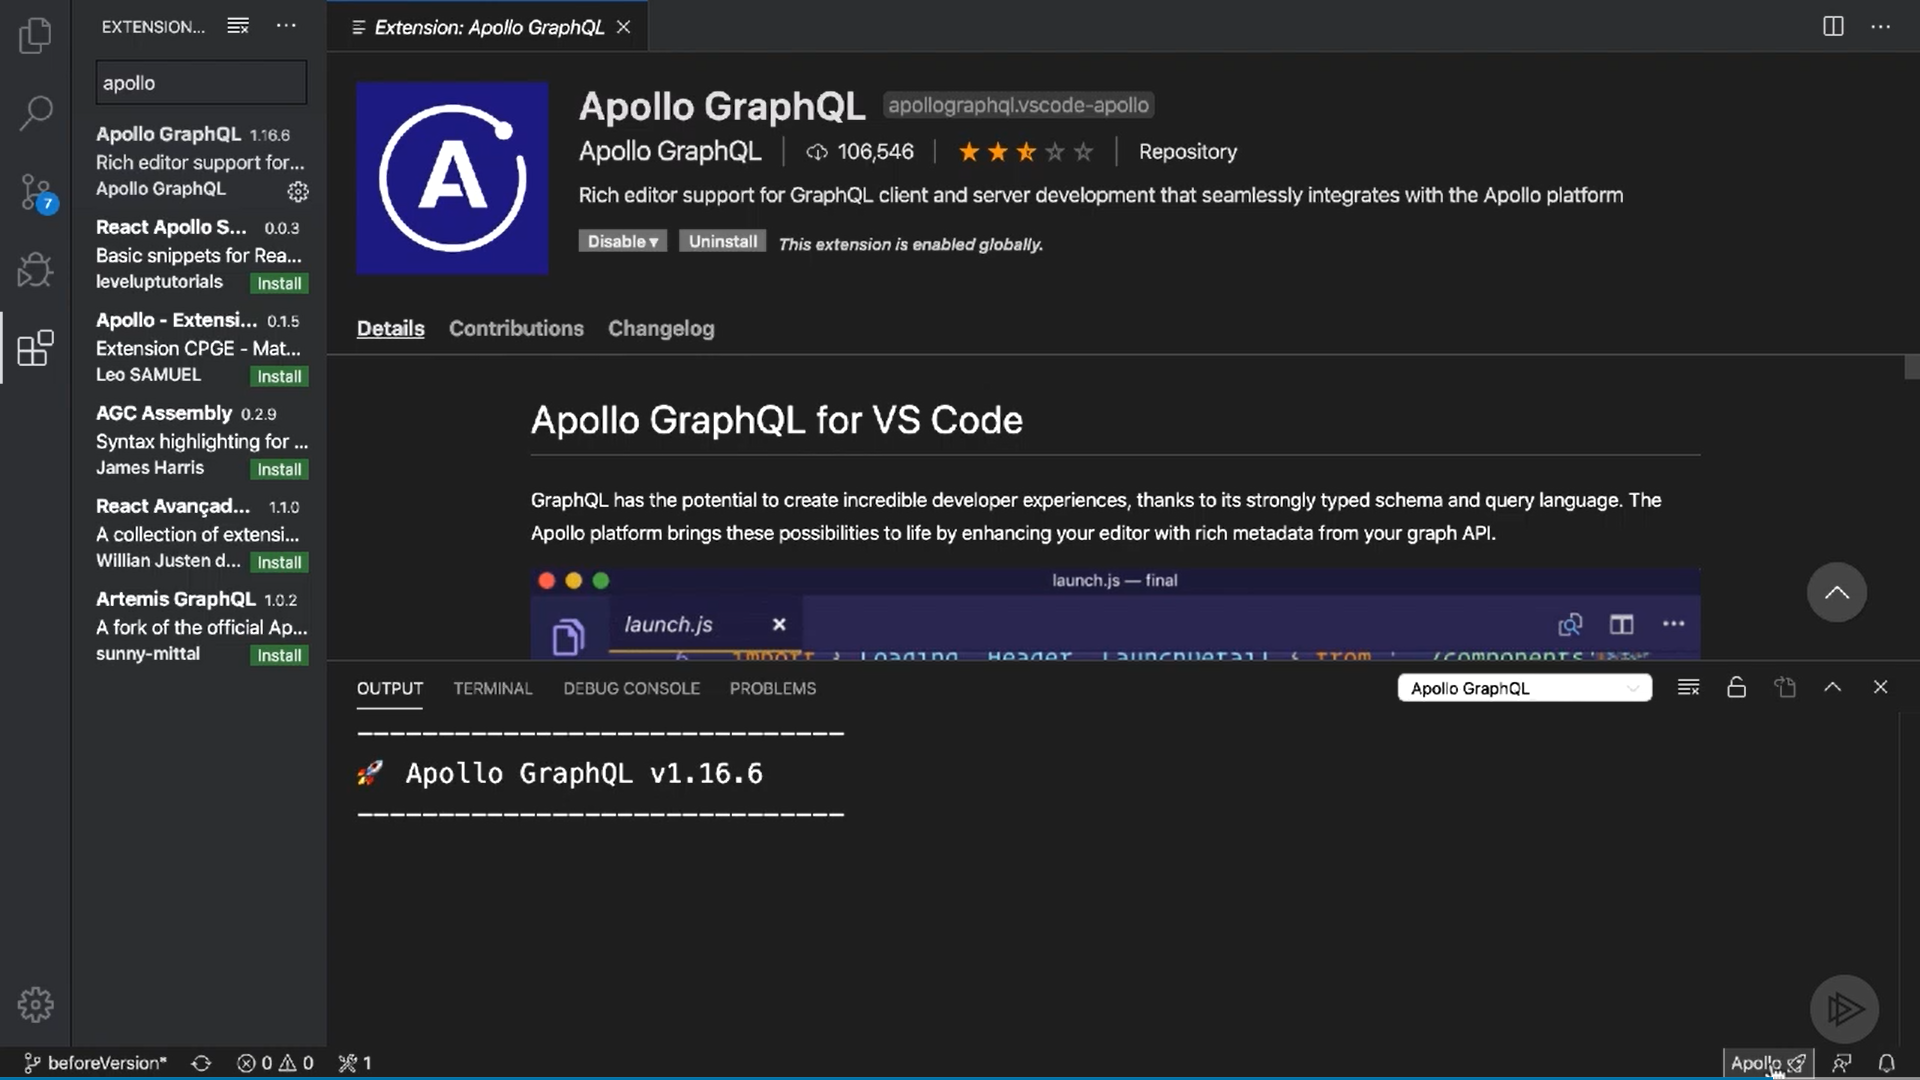 EXTENSION...
apollo
Apollo GraphQL 1.16.6
Rich editor support for...
Apollo GraphQL
React Apollo S... 0.0.3
Basic snippets for Rea...
leveluptutorials Install
Apollo - Extensi... 0.1.5
Extension CPGE - Mat...
Leo SAMUEL Install
AGC Assembly 0.2.9
Syntax highlighting for ...
James Harris Install
React Avançad... 1.1.0
A collection of extensi...
Willian Justen d... Install
Artemis GraphQL 1.0.2
A fork of the official Ap...
sunny-mittal Install
7
Extension: Apollo GraphQL
A
Apollo GraphQL apollographql.vscode-apollo
Apollo GraphQL 106,546 Repository
Rich editor support for GraphQL client and server development that seamlessly integrates with the Apollo platform
Disable Uninstall This extension is enabled globally.
Details Contributions Changelog
Apollo GraphQL for VS Code
GraphQL has the potential to create incredible developer experiences, thanks to its strongly typed schema and query language. The
Apollo platform brings these possibilities to life by enhancing your editor with rich metadata from your graph API.
launch.js — final
launch.js
6 import { Loading, Header, LaunchDetail } from '../components';
OUTPUT TERMINAL DEBUG CONSOLE PROBLEMS Apollo GraphQL
------------------------------
🚀 Apollo GraphQL v1.16.6
------------------------------
beforeVersion* 0 0 1 Apollo